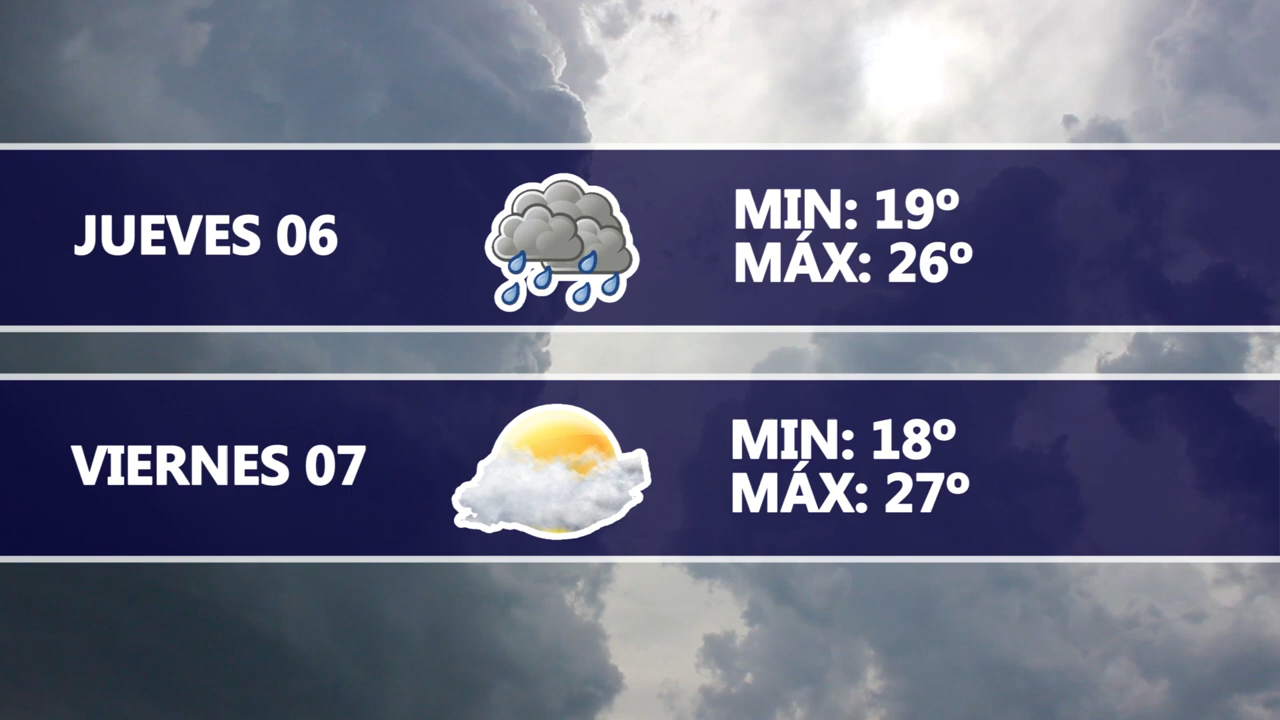 JUEVES 06
MIN: 19º
MÁX: 26º
VIERNES 07
MIN: 18º
MÁX: 27º